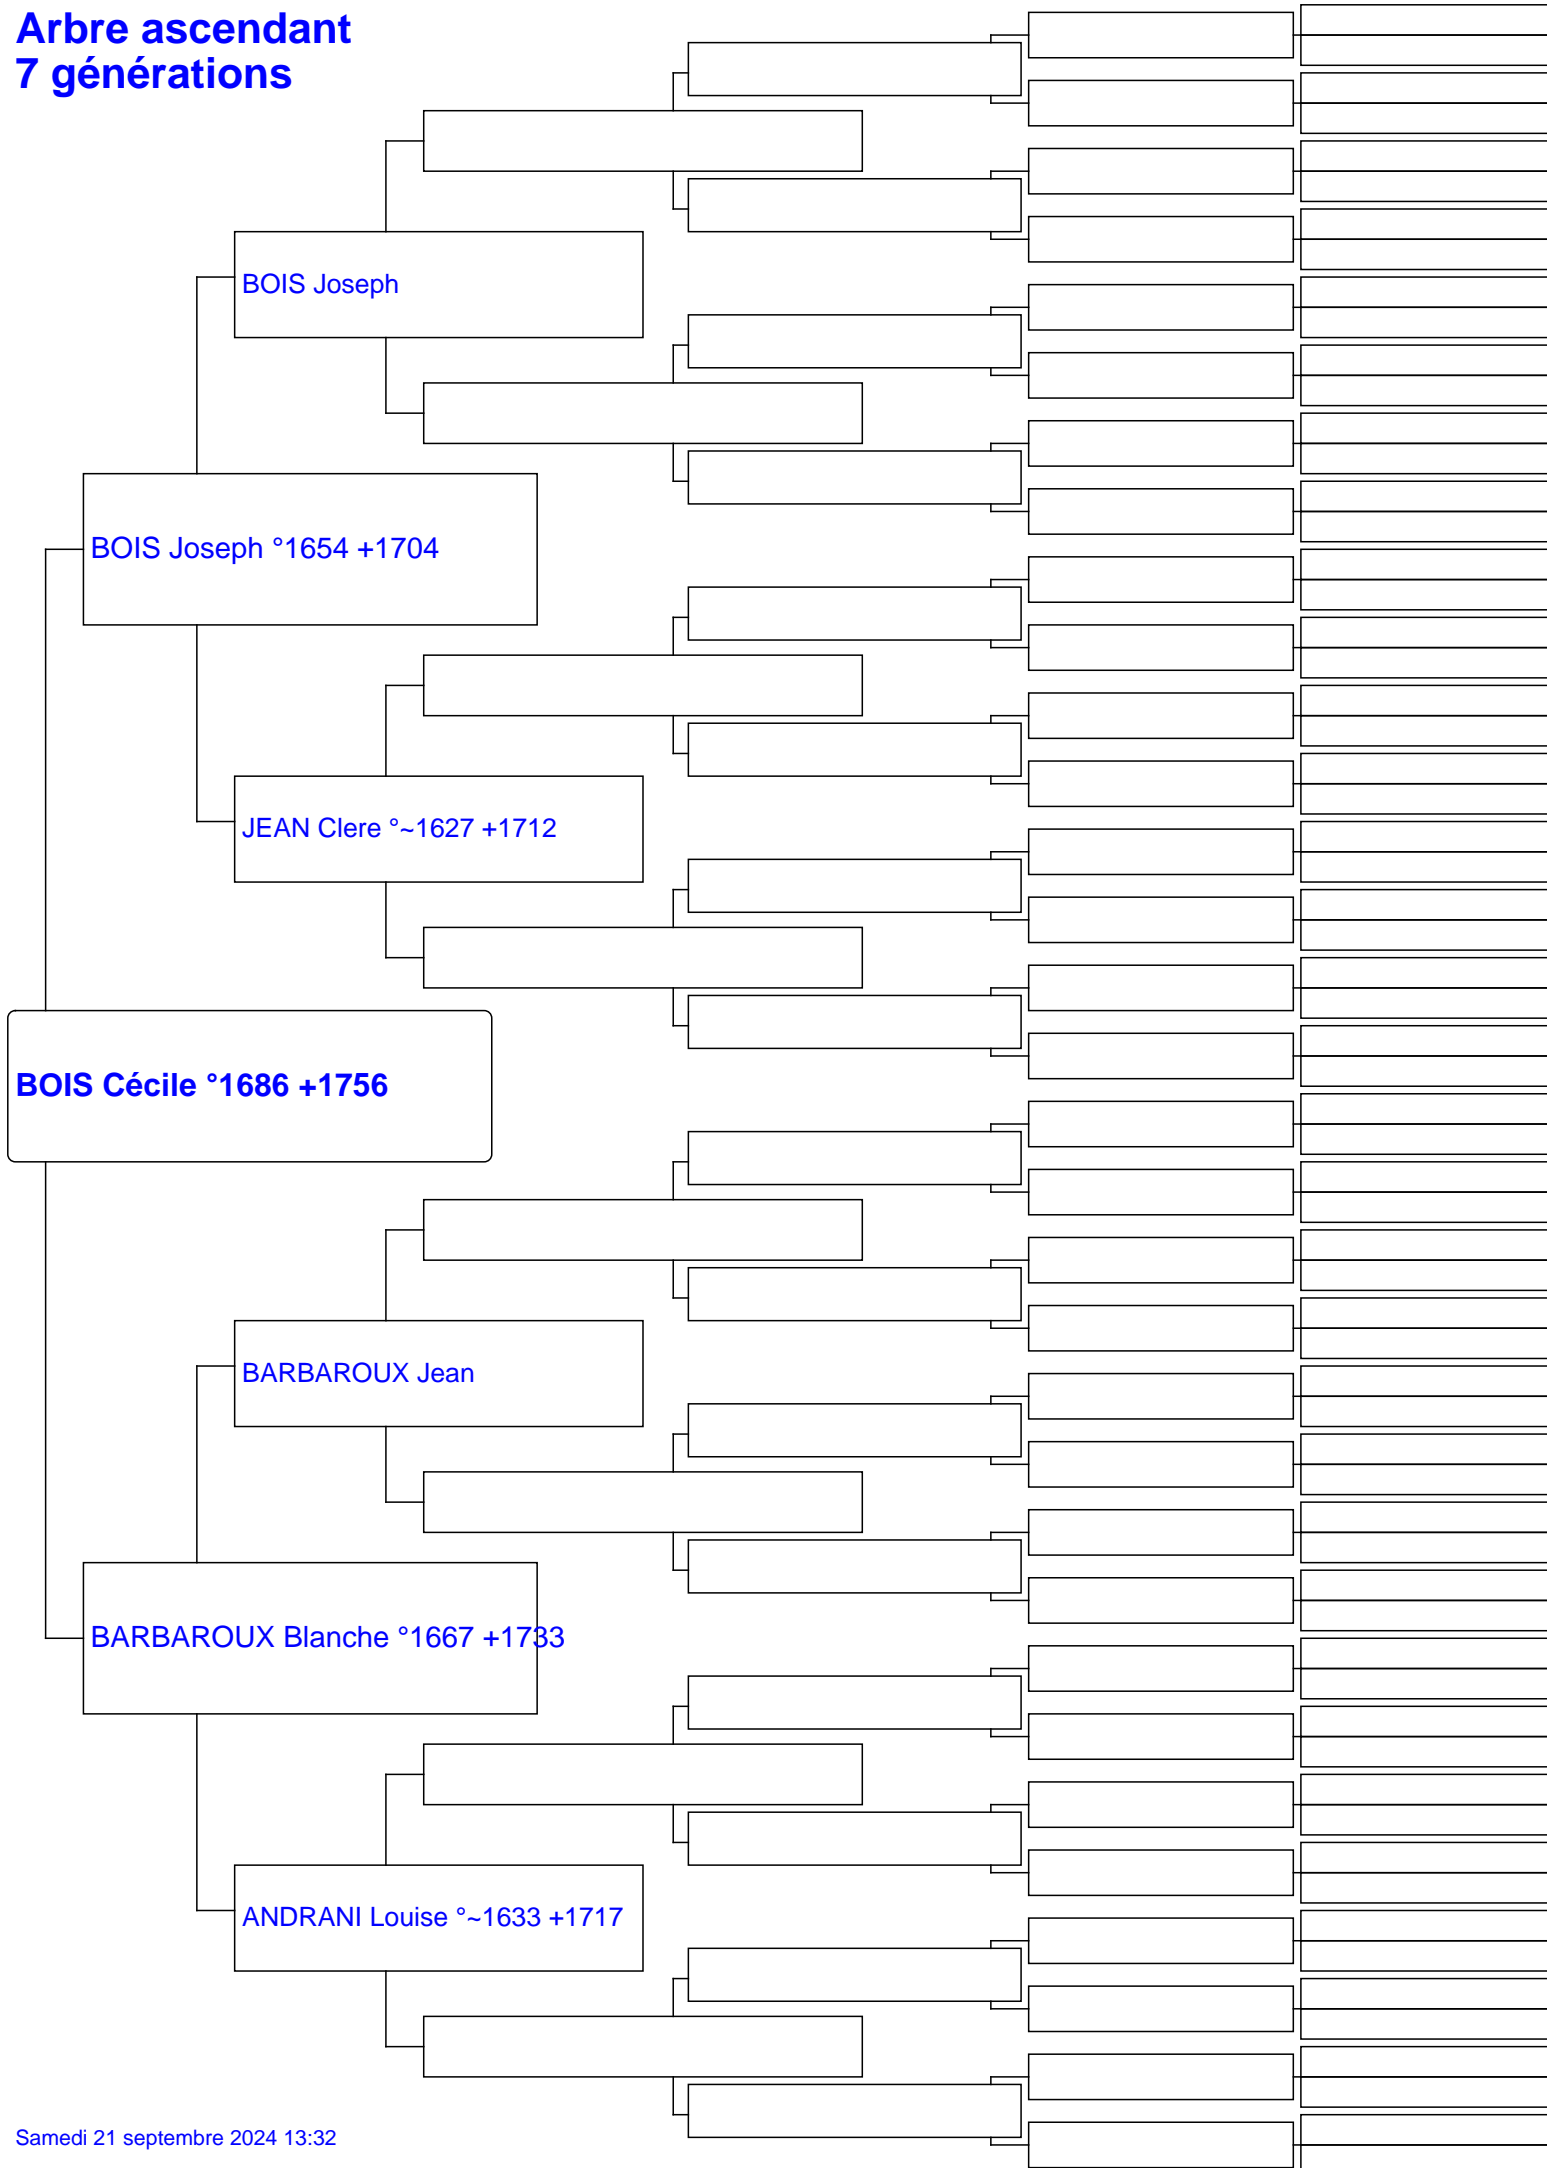 Arbre ascendant
7 générations
BOIS Joseph
BOIS Joseph °1654 +1704
JEAN Clere °~1627 +1712
BOIS Cécile °1686 +1756
BARBAROUX Jean
BARBAROUX Blanche °1667 +1733
ANDRANI Louise °~1633 +1717
Samedi 21 septembre 2024 13:32